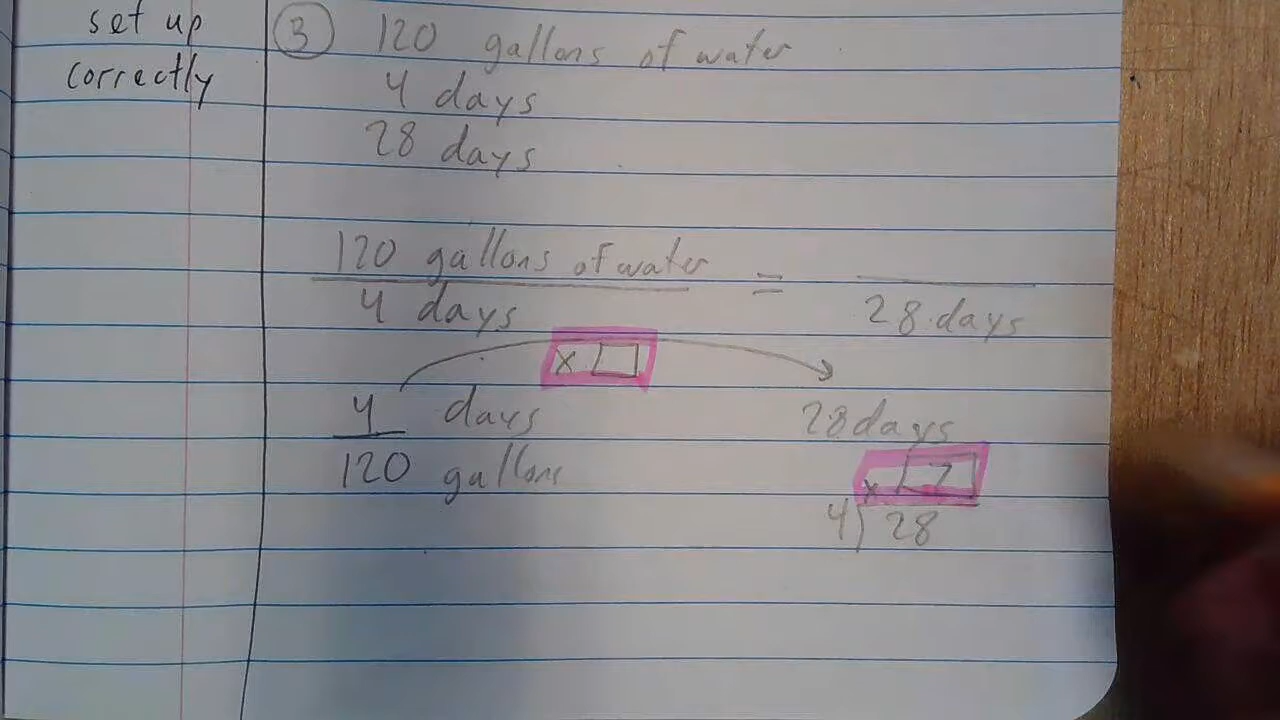 set up
correctly
3 120 gallons of water
4 days
28 days
120 gallons of water
4 days
=
28 days
x
4 days
120 gallons
28 days
x 7
4)28